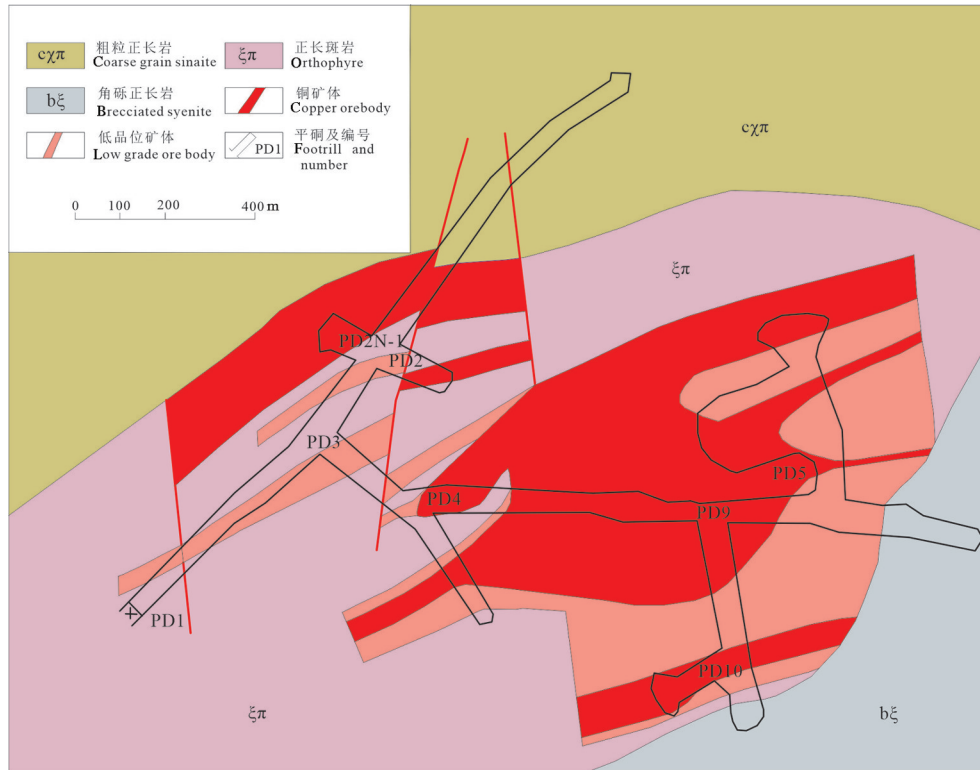 cχπ
粗粒正长岩
Coarse grain sinaite
ξπ
正长斑岩
Orthophyre
bξ
角砾正长岩
Brecciated syenite
铜矿体
Copper orebody
低品位矿体
Low grade ore body
PD1
平硐及编号
Footrill and
number
0 100 200 400 m
cχπ
ξπ
PD2N-1
PD2
PD3
PD4
PD5
PD9
PD1
PD10
ξπ
bξ